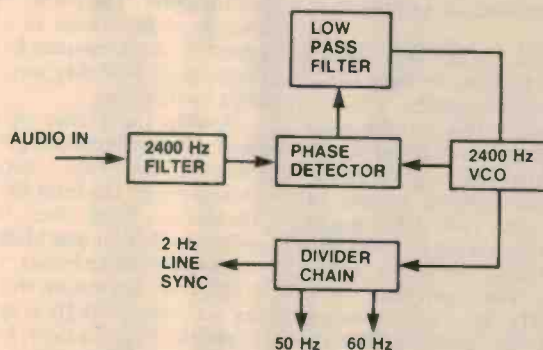 LOW
PASS
FILTER
AUDIO IN
2400 Hz
FILTER
PHASE
DETECTOR
2400 Hz
VCO
2 Hz
LINE
SYNC
DIVIDER
CHAIN
50 Hz
60 Hz